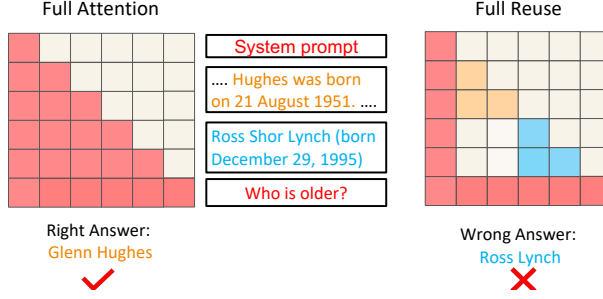 Full Attention
Full Reuse
System prompt
.... Hughes was born
on 21 August 1951. ....
Ross Shor Lynch (born
December 29, 1995)
Who is older?
Right Answer:
Glenn Hughes
Wrong Answer:
Ross Lynch